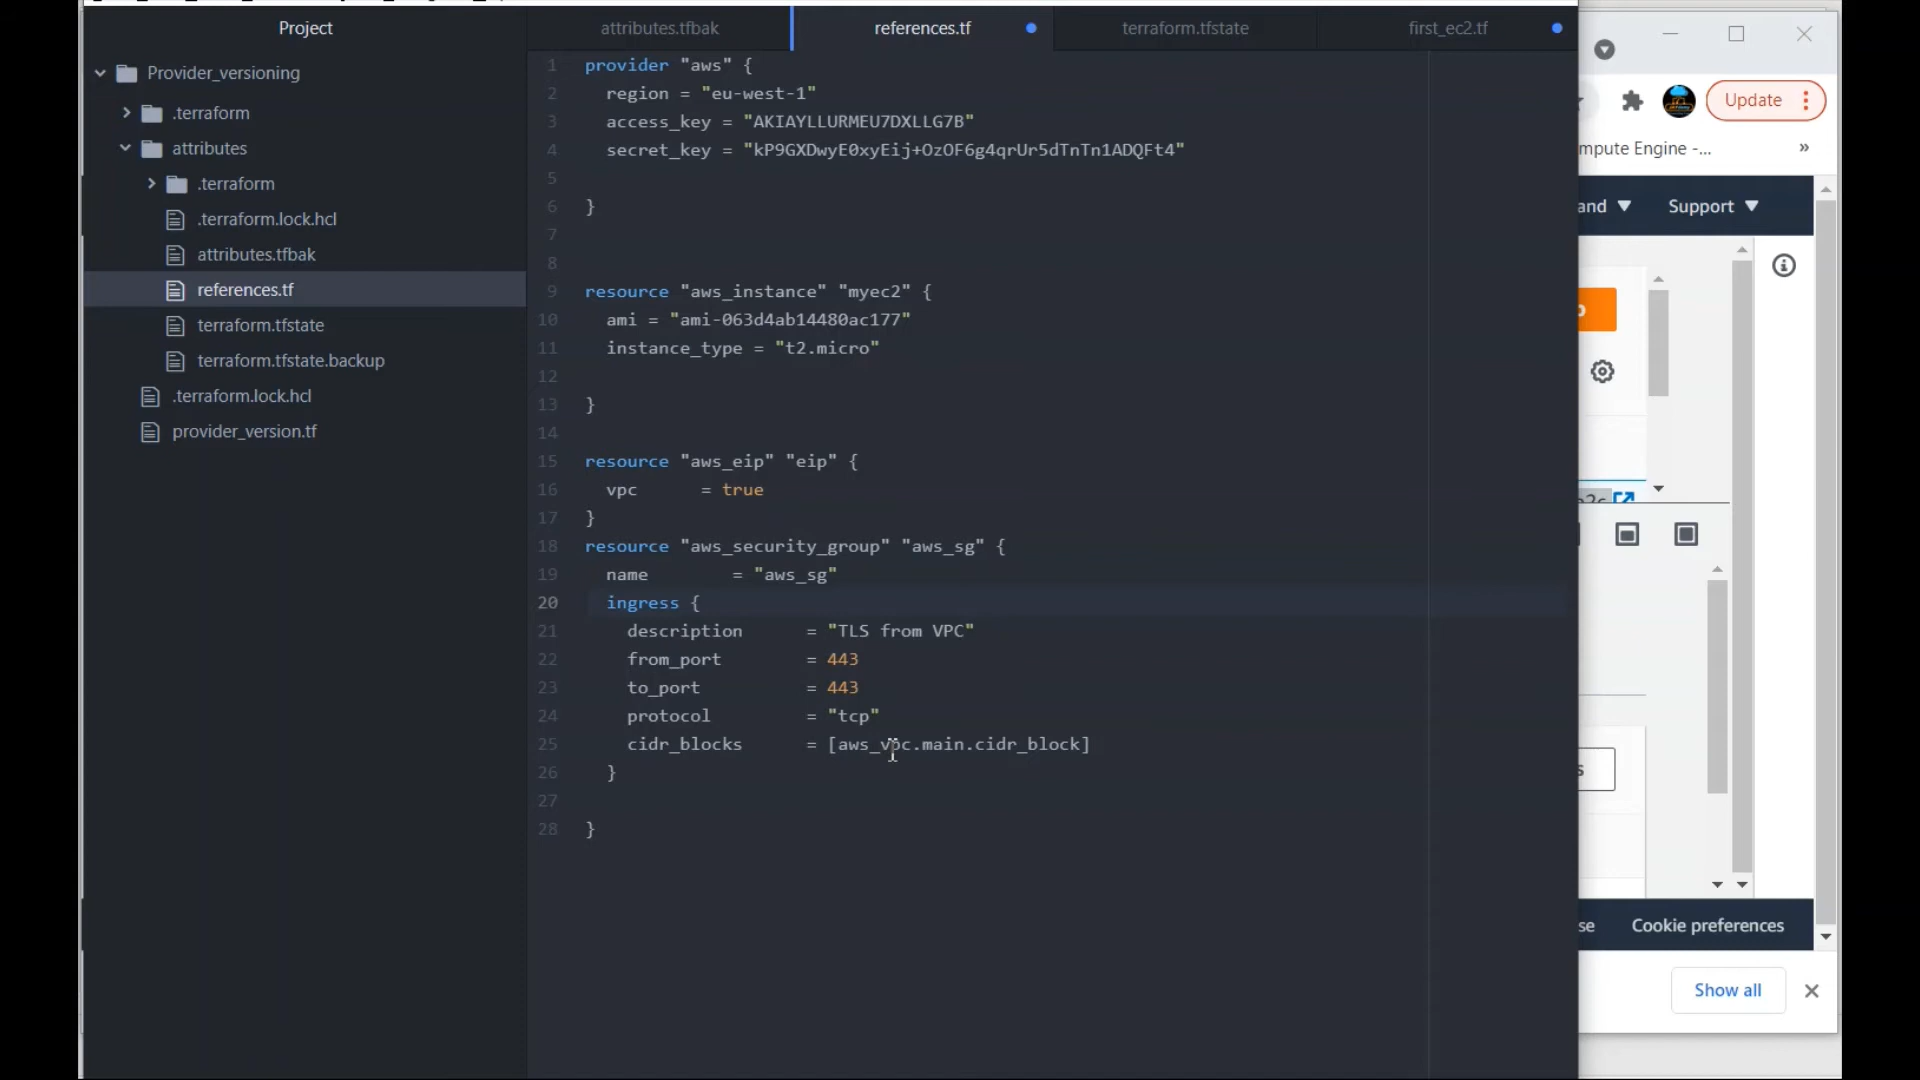 Project
attributes.tfbak
references.tf
terraform.tfstate
first_ec2.tf
Provider_versioning
.terraform
attributes
.terraform
.terraform.lock.hcl
attributes.tfbak
references.tf
terraform.tfstate
terraform.tfstate.backup
.terraform.lock.hcl
provider_version.tf
1 provider "aws" {
2 region = "eu-west-1"
3 access_key = "AKIAYLLURMEU7DXLLG7B"
4 secret_key = "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"
5
6 }
7
8
9 resource "aws_instance" "myec2" {
10 ami = "ami-063d4ab14480ac177"
11 instance_type = "t2.micro"
12
13 }
14
15 resource "aws_eip" "eip" {
16 vpc = true
17 }
18 resource "aws_security_group" "aws_sg" {
19 name = "aws_sg"
20 ingress {
21 description = "TLS from VPC"
22 from_port = 443
23 to_port = 443
24 protocol = "tcp"
25 cidr_blocks = [aws_vpc.main.cidr_block]
26 }
27
28 }
Update
mpute Engine -...
»
and
Support
se
Cookie preferences
Show all